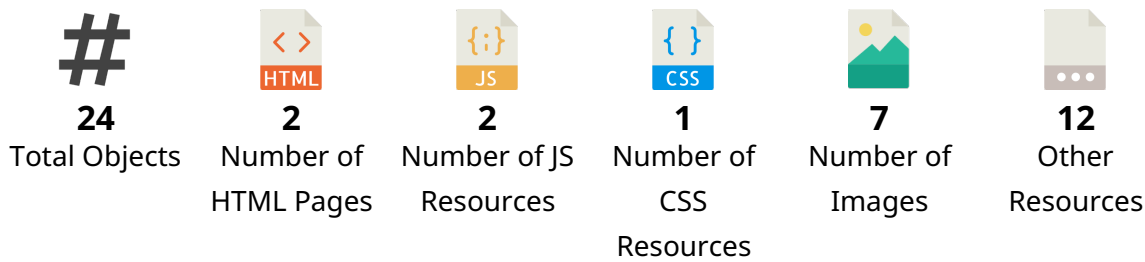 #
< >
HTML
24
Total Objects
2
Number of
HTML Pages
{;}
JS
2
Number of JS
Resources
{ }
CSS
1
Number of
CSS
Resources
7
Number of
Images
12
Other
Resources